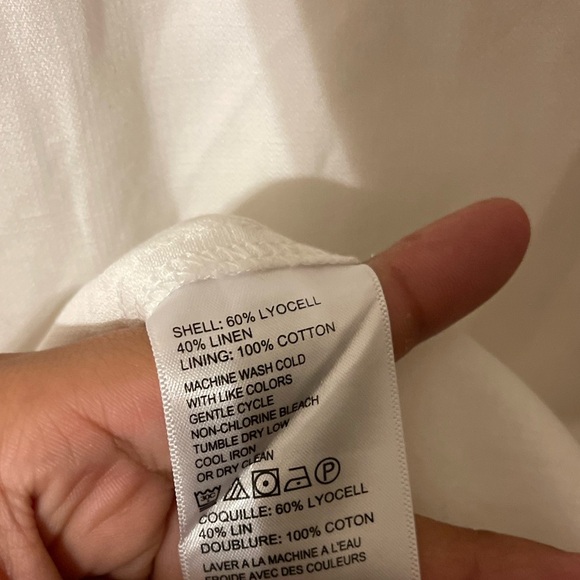 SHELL: 60% LYOCELL
40% LINEN
LINING: 100% COTTON
MACHINE WASH COLD
WITH LIKE COLORS
GENTLE CYCLE
NON-CHLORINE BLEACH
TUMBLE DRY LOW
COOL IRON
OR DRY CLEAN
P
COQUILLE: 60% LYOCELL
40% LIN
DOUBLURE: 100% COTON
LAVER A LA MACHINE A L'EAU
FROIDE AVEC DES COULEURS